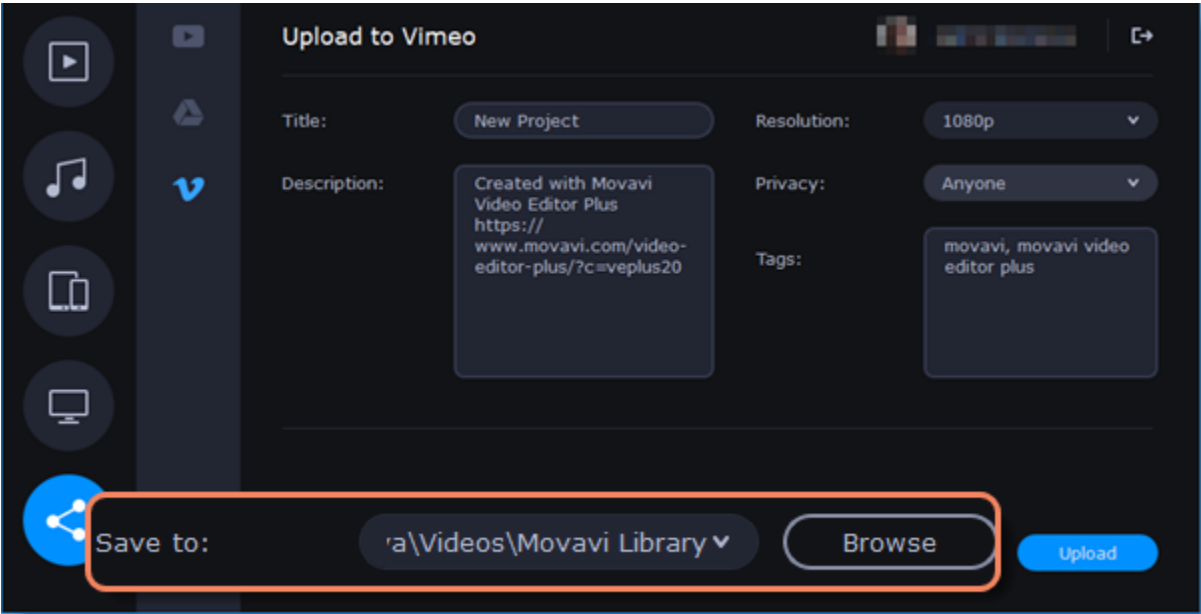 Upload to Vimeo
Title:
New Project
Resolution:
1080p
Description:
Created with Movavi
Video Editor Plus
https://
www.movavi.com/video-
editor-plus/?c=veplus20
Privacy:
Anyone
Tags:
movavi, movavi video
editor plus
Save to:
a\Videos\Movavi Library
Browse
Upload